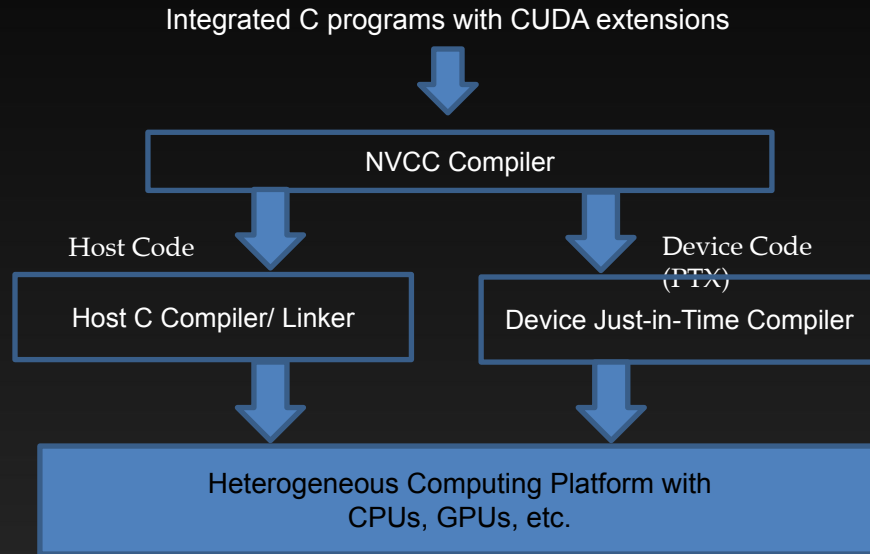 Integrated C programs with CUDA extensions
NVCC Compiler
Host Code
Device Code
(PTX)
Host C Compiler/ Linker
Device Just-in-Time Compiler
Heterogeneous Computing Platform with
CPUs, GPUs, etc.